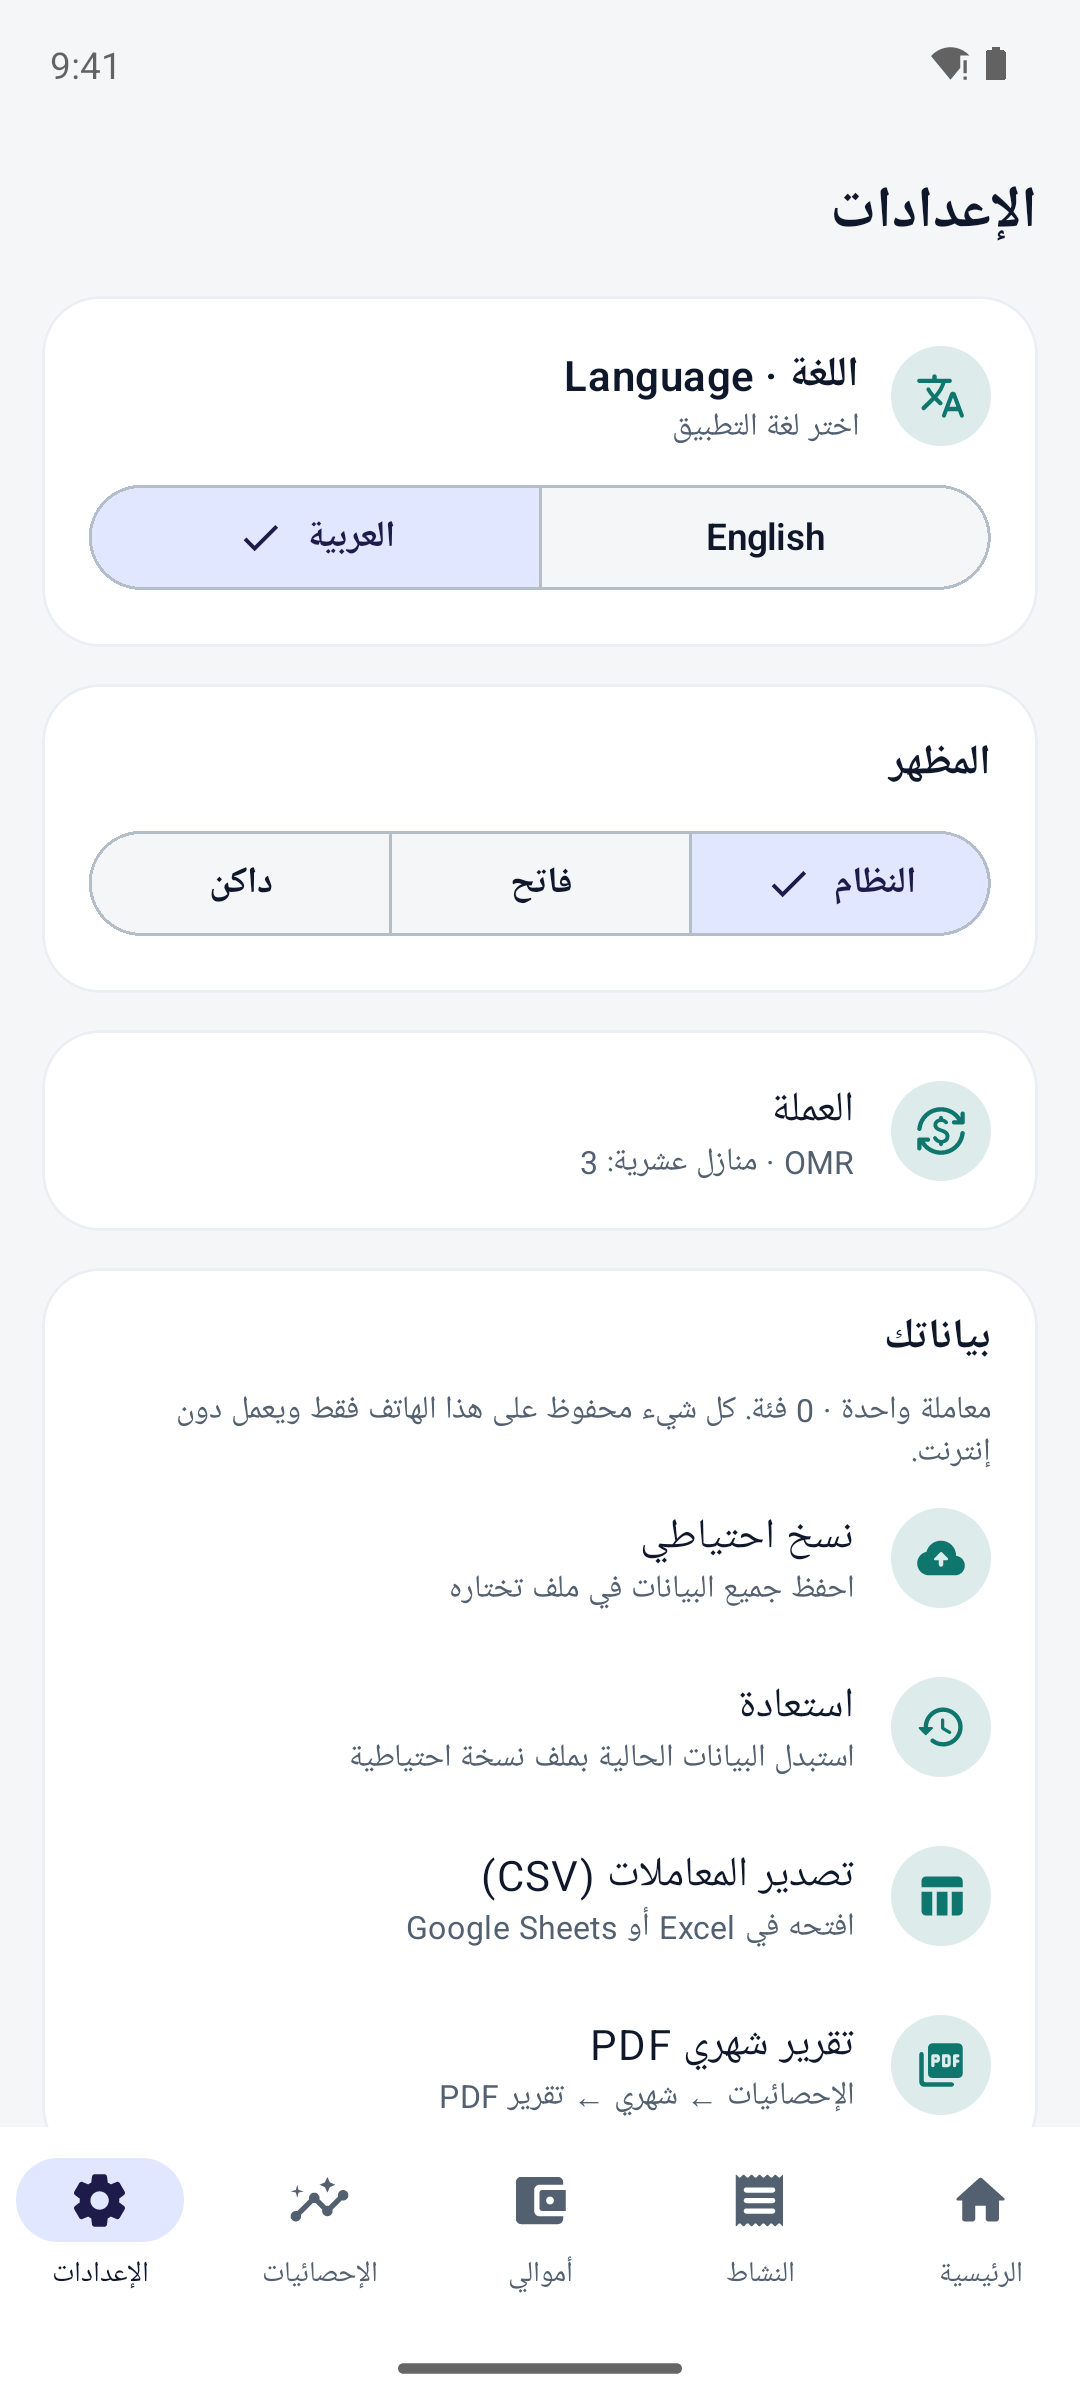 9:41
الإعدادات
اللغة · Language
اختر لغة التطبيق
English
العربية
المظهر
النظام
فاتح
داكن
العملة
OMR · منازل عشرية: 3
بياناتك
معاملة واحدة · 0 فئة. كل شيء محفوظ على هذا الهاتف فقط ويعمل دون
إنترنت.
نسخ احتياطي
احفظ جميع البيانات في ملف تختاره
استعادة
استبدل البيانات الحالية بملف نسخة احتياطية
تصدير المعاملات (CSV)
افتحه في Excel أو Google Sheets
تقرير شهري PDF
الإحصائيات ← شهري ← تقرير PDF
PDF
الرئيسية
النشاط
أموالي
الإحصائيات
الإعدادات